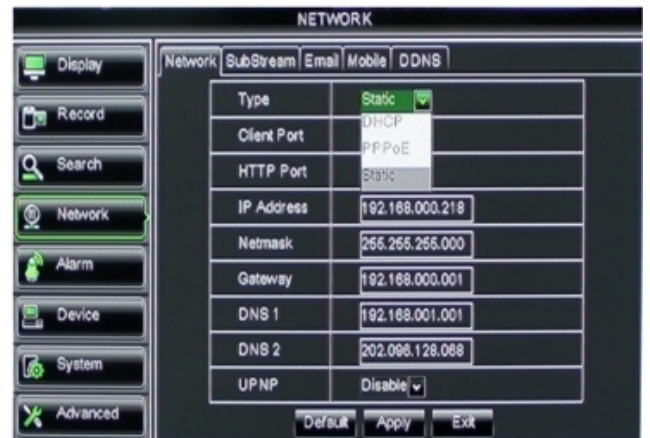 NETWORK
Display
Record
Search
Network
Alarm
Device
System
Advanced
Network SubStream Email Mobile DDNS
Type Static
DHCP
PPPoE
Static
Client Port
HTTP Port
IP Address 192.168.000.218
Netmask 255.255.255.000
Gateway 192.168.000.001
DNS 1 192.168.001.001
DNS 2 202.096.128.068
UPNP Disable
Default Apply Exit